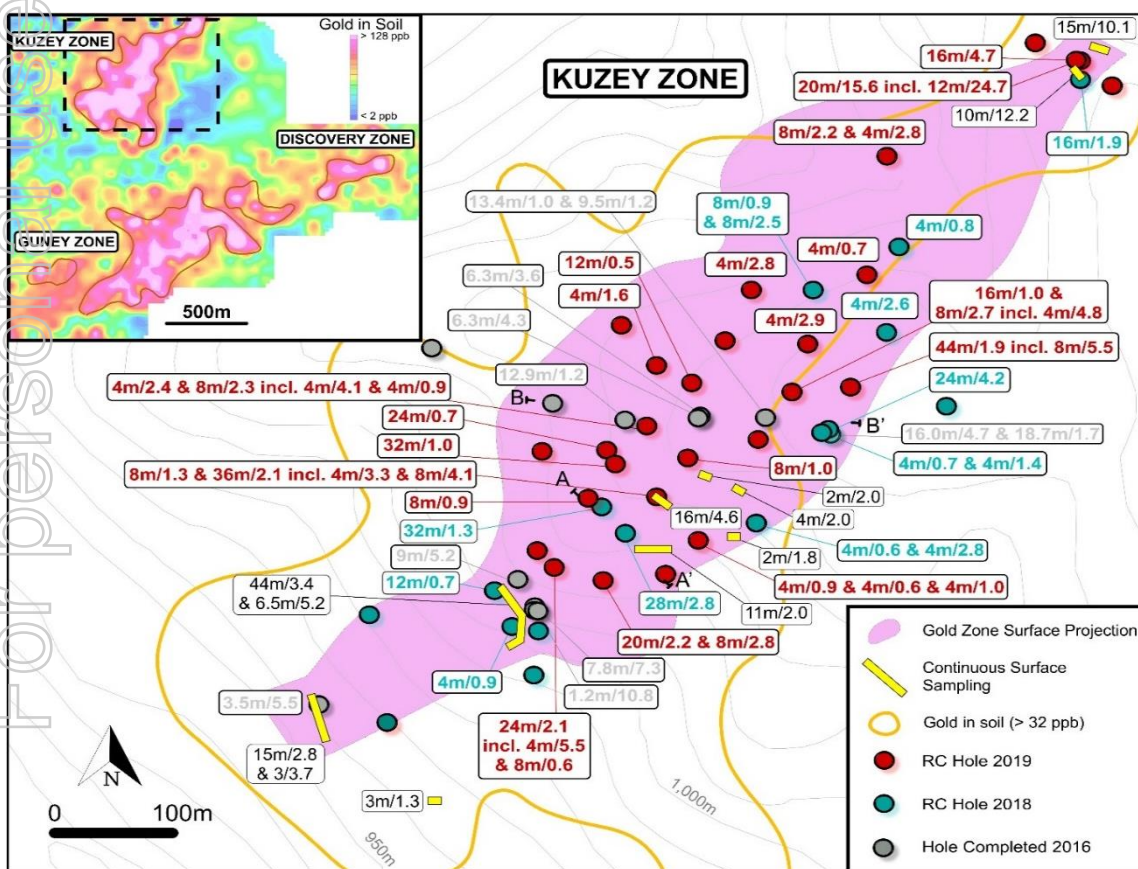 For personal use
KUZEY ZONE
Gold in Soil
> 128 ppb
< 2 ppb
DISCOVERY ZONE
GUNEY ZONE
500m
KUZEY ZONE
15m/10.1
16m/4.7
20m/15.6 incl. 12m/24.7
10m/12.2
16m/1.9
8m/2.2 & 4m/2.8
13.4m/1.0 & 9.5m/1.2
8m/0.9
& 8m/2.5
4m/0.8
6.3m/3.6
12m/0.5
4m/2.8
4m/0.7
4m/1.6
4m/2.6
16m/1.0 &
8m/2.7 incl. 4m/4.8
6.3m/4.3
4m/2.9
44m/1.9 incl. 8m/5.5
12.9m/1.2
24m/4.2
4m/2.4 & 8m/2.3 incl. 4m/4.1 & 4m/0.9
B
B'
24m/0.7
16.0m/4.7 & 18.7m/1.7
32m/1.0
4m/0.7 & 4m/1.4
8m/1.3 & 36m/2.1 incl. 4m/3.3 & 8m/4.1
8m/1.0
A
2m/2.0
8m/0.9
4m/2.0
16m/4.6
32m/1.3
4m/0.6 & 4m/2.8
9m/5.2
2m/1.8
12m/0.7
A'
4m/0.9 & 4m/0.6 & 4m/1.0
44m/3.4
& 6.5m/5.2
28m/2.8
11m/2.0
20m/2.2 & 8m/2.8
7.8m/7.3
4m/0.9
1.2m/10.8
3.5m/5.5
24m/2.1
incl. 4m/5.5
& 8m/0.6
15m/2.8
& 3/3.7
3m/1.3
N
0 100m
950m
1,000m
Gold Zone Surface Projection
Continuous Surface
Sampling
Gold in soil (> 32 ppb)
RC Hole 2019
RC Hole 2018
Hole Completed 2016